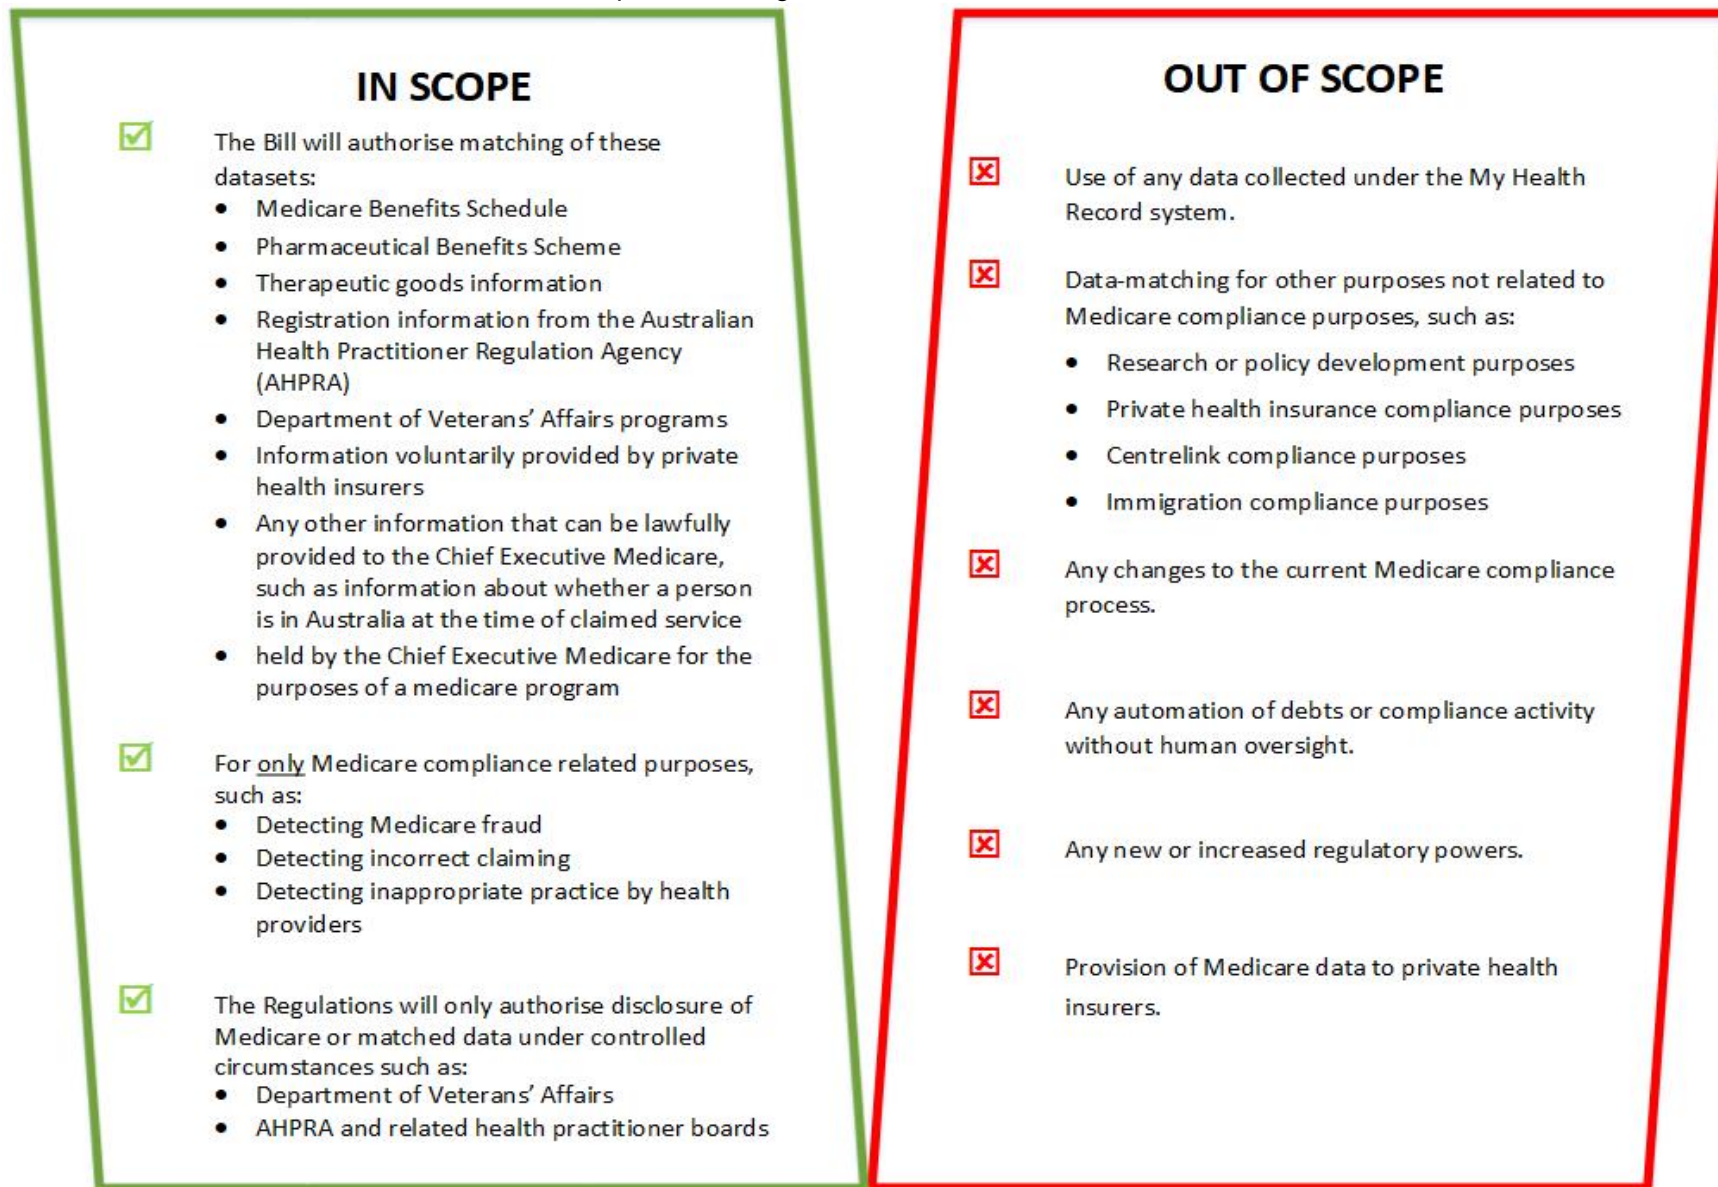 IN SCOPE
The Bill will authorise matching of these
datasets:
• Medicare Benefits Schedule
• Pharmaceutical Benefits Scheme
• Therapeutic goods information
• Registration information from the Australian
Health Practitioner Regulation Agency
(AHPRA)
• Department of Veterans’ Affairs programs
• Information voluntarily provided by private
health insurers
• Any other information that can be lawfully
provided to the Chief Executive Medicare,
such as information about whether a person
is in Australia at the time of claimed service
• held by the Chief Executive Medicare for the
purposes of a medicare program
For only Medicare compliance related purposes,
such as:
• Detecting Medicare fraud
• Detecting incorrect claiming
• Detecting inappropriate practice by health
providers
The Regulations will only authorise disclosure of
Medicare or matched data under controlled
circumstances such as:
• Department of Veterans’ Affairs
• AHPRA and related health practitioner boards
OUT OF SCOPE
Use of any data collected under the My Health
Record system.
Data-matching for other purposes not related to
Medicare compliance purposes, such as:
• Research or policy development purposes
• Private health insurance compliance purposes
• Centrelink compliance purposes
• Immigration compliance purposes
Any changes to the current Medicare compliance
process.
Any automation of debts or compliance activity
without human oversight.
Any new or increased regulatory powers.
Provision of Medicare data to private health
insurers.